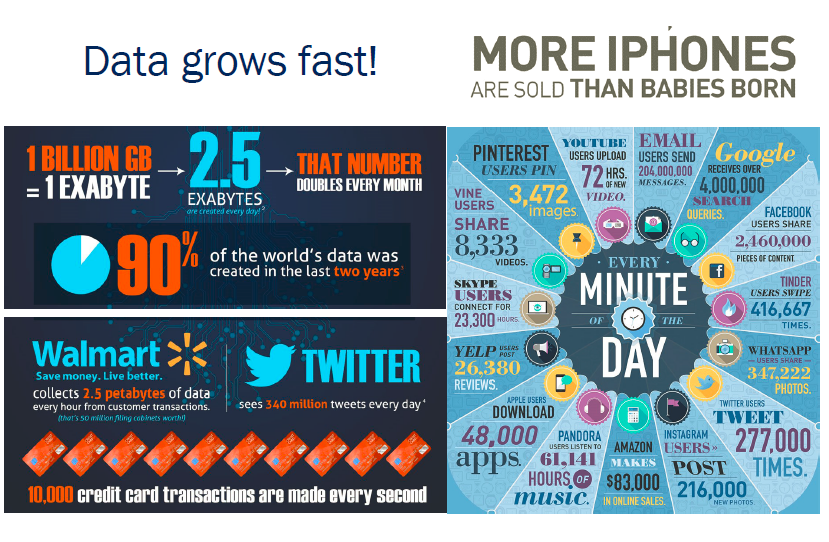 Data grows fast!
MORE IPHONES
ARE SOLD THAN BABIES BORN
1 BILLION GB
= 1 EXABYTE
2.5
EXABYTES
are created every day!²
THAT NUMBER
DOUBLES EVERY MONTH
90%
of the world's data was
created in the last two years
Walmart
Save money. Live better.
collects 2.5 petabytes of data
every hour from customer transactions.
(that's 50 million filing cabinets worth!)
TWITTER
sees 340 million tweets every day⁴
10,000 credit card transactions are made every second
EVERY
MINUTE
OF THE
DAY
PINTEREST
USERS PIN
3,472
images.
YOUTUBE
USERS UPLOAD
72 HRS.
OF NEW
VIDEO.
EMAIL
USERS SEND
204,000,000
MESSAGES.
Google
RECEIVES OVER
4,000,000
SEARCH
QUERIES.
FACEBOOK
USERS SHARE
2,460,000
PIECES OF CONTENT.
TINDER
USERS SWIPE
416,667
TIMES.
WHATSAPP
USERS SHARE
347,222
PHOTOS.
TWITTER USERS
TWEET
277,000
TIMES.
INSTAGRAM
USERS»
POST
216,000
NEW PHOTOS.
AMAZON
MAKES
$83,000
IN ONLINE SALES.
PANDORA
USERS LISTEN TO
61,141
HOURS OF
music.
APPLE USERS
DOWNLOAD
48,000
apps.
YELP USERS
POST
26,380
REVIEWS.
SKYPE
USERS
CONNECT FOR
23,300 HOURS
VINE
USERS
SHARE
8,333
VIDEOS.